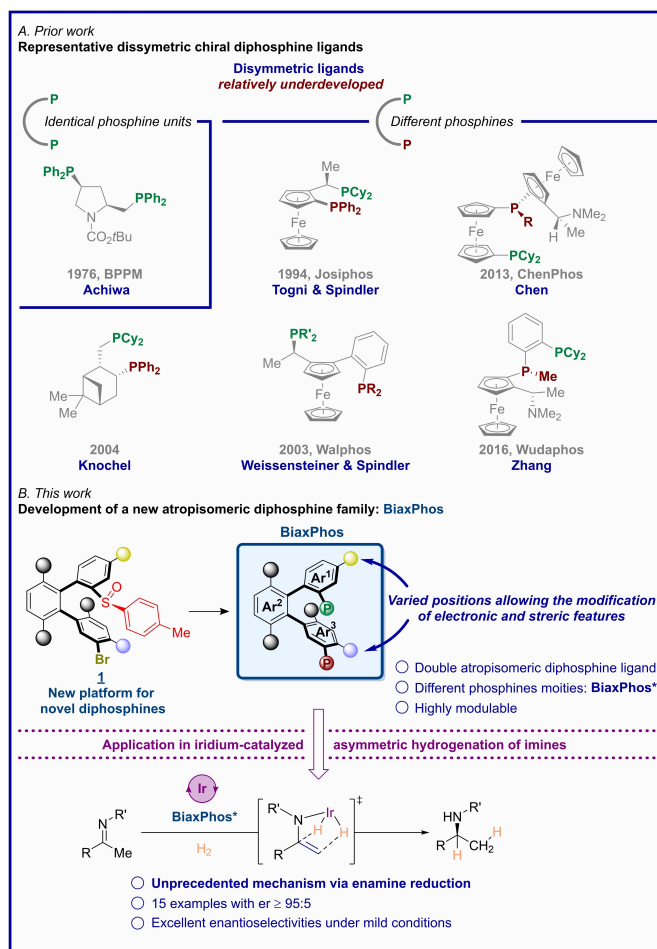 A. Prior work
Representative dissymetric chiral diphosphine ligands
Disymmetric ligands
relatively underdeveloped
P
Identical phosphine units
P
P
Different phosphines
P
Ph2P
PPh2
N
CO2tBu
1976, BPPM
Achiwa
Me
PCy2
PPh2
Fe
1994, Josiphos
Togni & Spindler
Fe
P
R
NMe2
H
Me
Fe
PCy2
2013, ChenPhos
Chen
PCy2
PPh2
Me
Me
2004
Knochel
PR'2
Me
PR2
Fe
2003, Walphos
Weissensteiner & Spindler
PCy2
P
Me
Me
Fe
NMe2
2016, Wudaphos
Zhang
B. This work
Development of a new atropisomeric diphosphine family: BiaxPhos
O
S
Me
Br
1
New platform for
novel diphosphines
BiaxPhos
Ar1
Ar2
P
Ar3
P
Varied positions allowing the modification
of electronic and streric features
Double atropisomeric diphosphine ligand
Different phosphines moities: BiaxPhos*
Highly modulable
Application in iridium-catalyzed asymmetric hydrogenation of imines
N R'
R Me
Ir
BiaxPhos*
H2
R' N Ir
H H
R
‡
HN R'
H
R CH2
H
Unprecedented mechanism via enamine reduction
15 examples with er ≥ 95:5
Excellent enantioselectivities under mild conditions